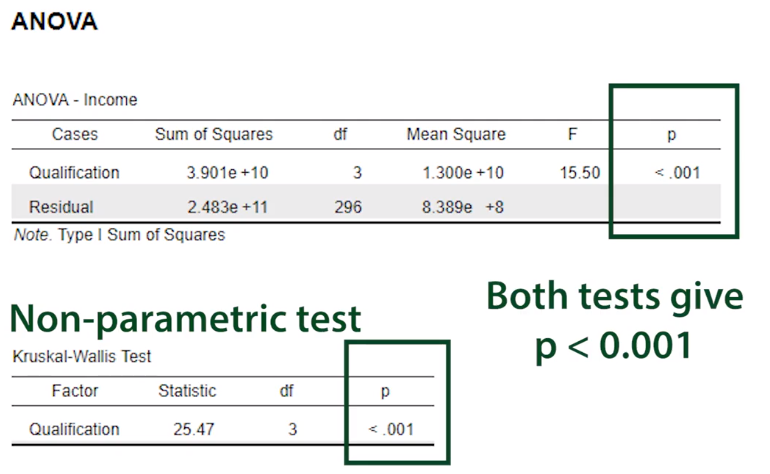 ANOVA
ANOVA - Income
Cases Sum of Squares df Mean Square F p
Qualification 3.901e +10 3 1.300e +10 15.50 < .001
Residual 2.483e +11 296 8.389e +8
Note. Type I Sum of Squares
Non-parametric test
Both tests give
p < 0.001
Kruskal-Wallis Test
Factor Statistic df p
Qualification 25.47 3 < .001